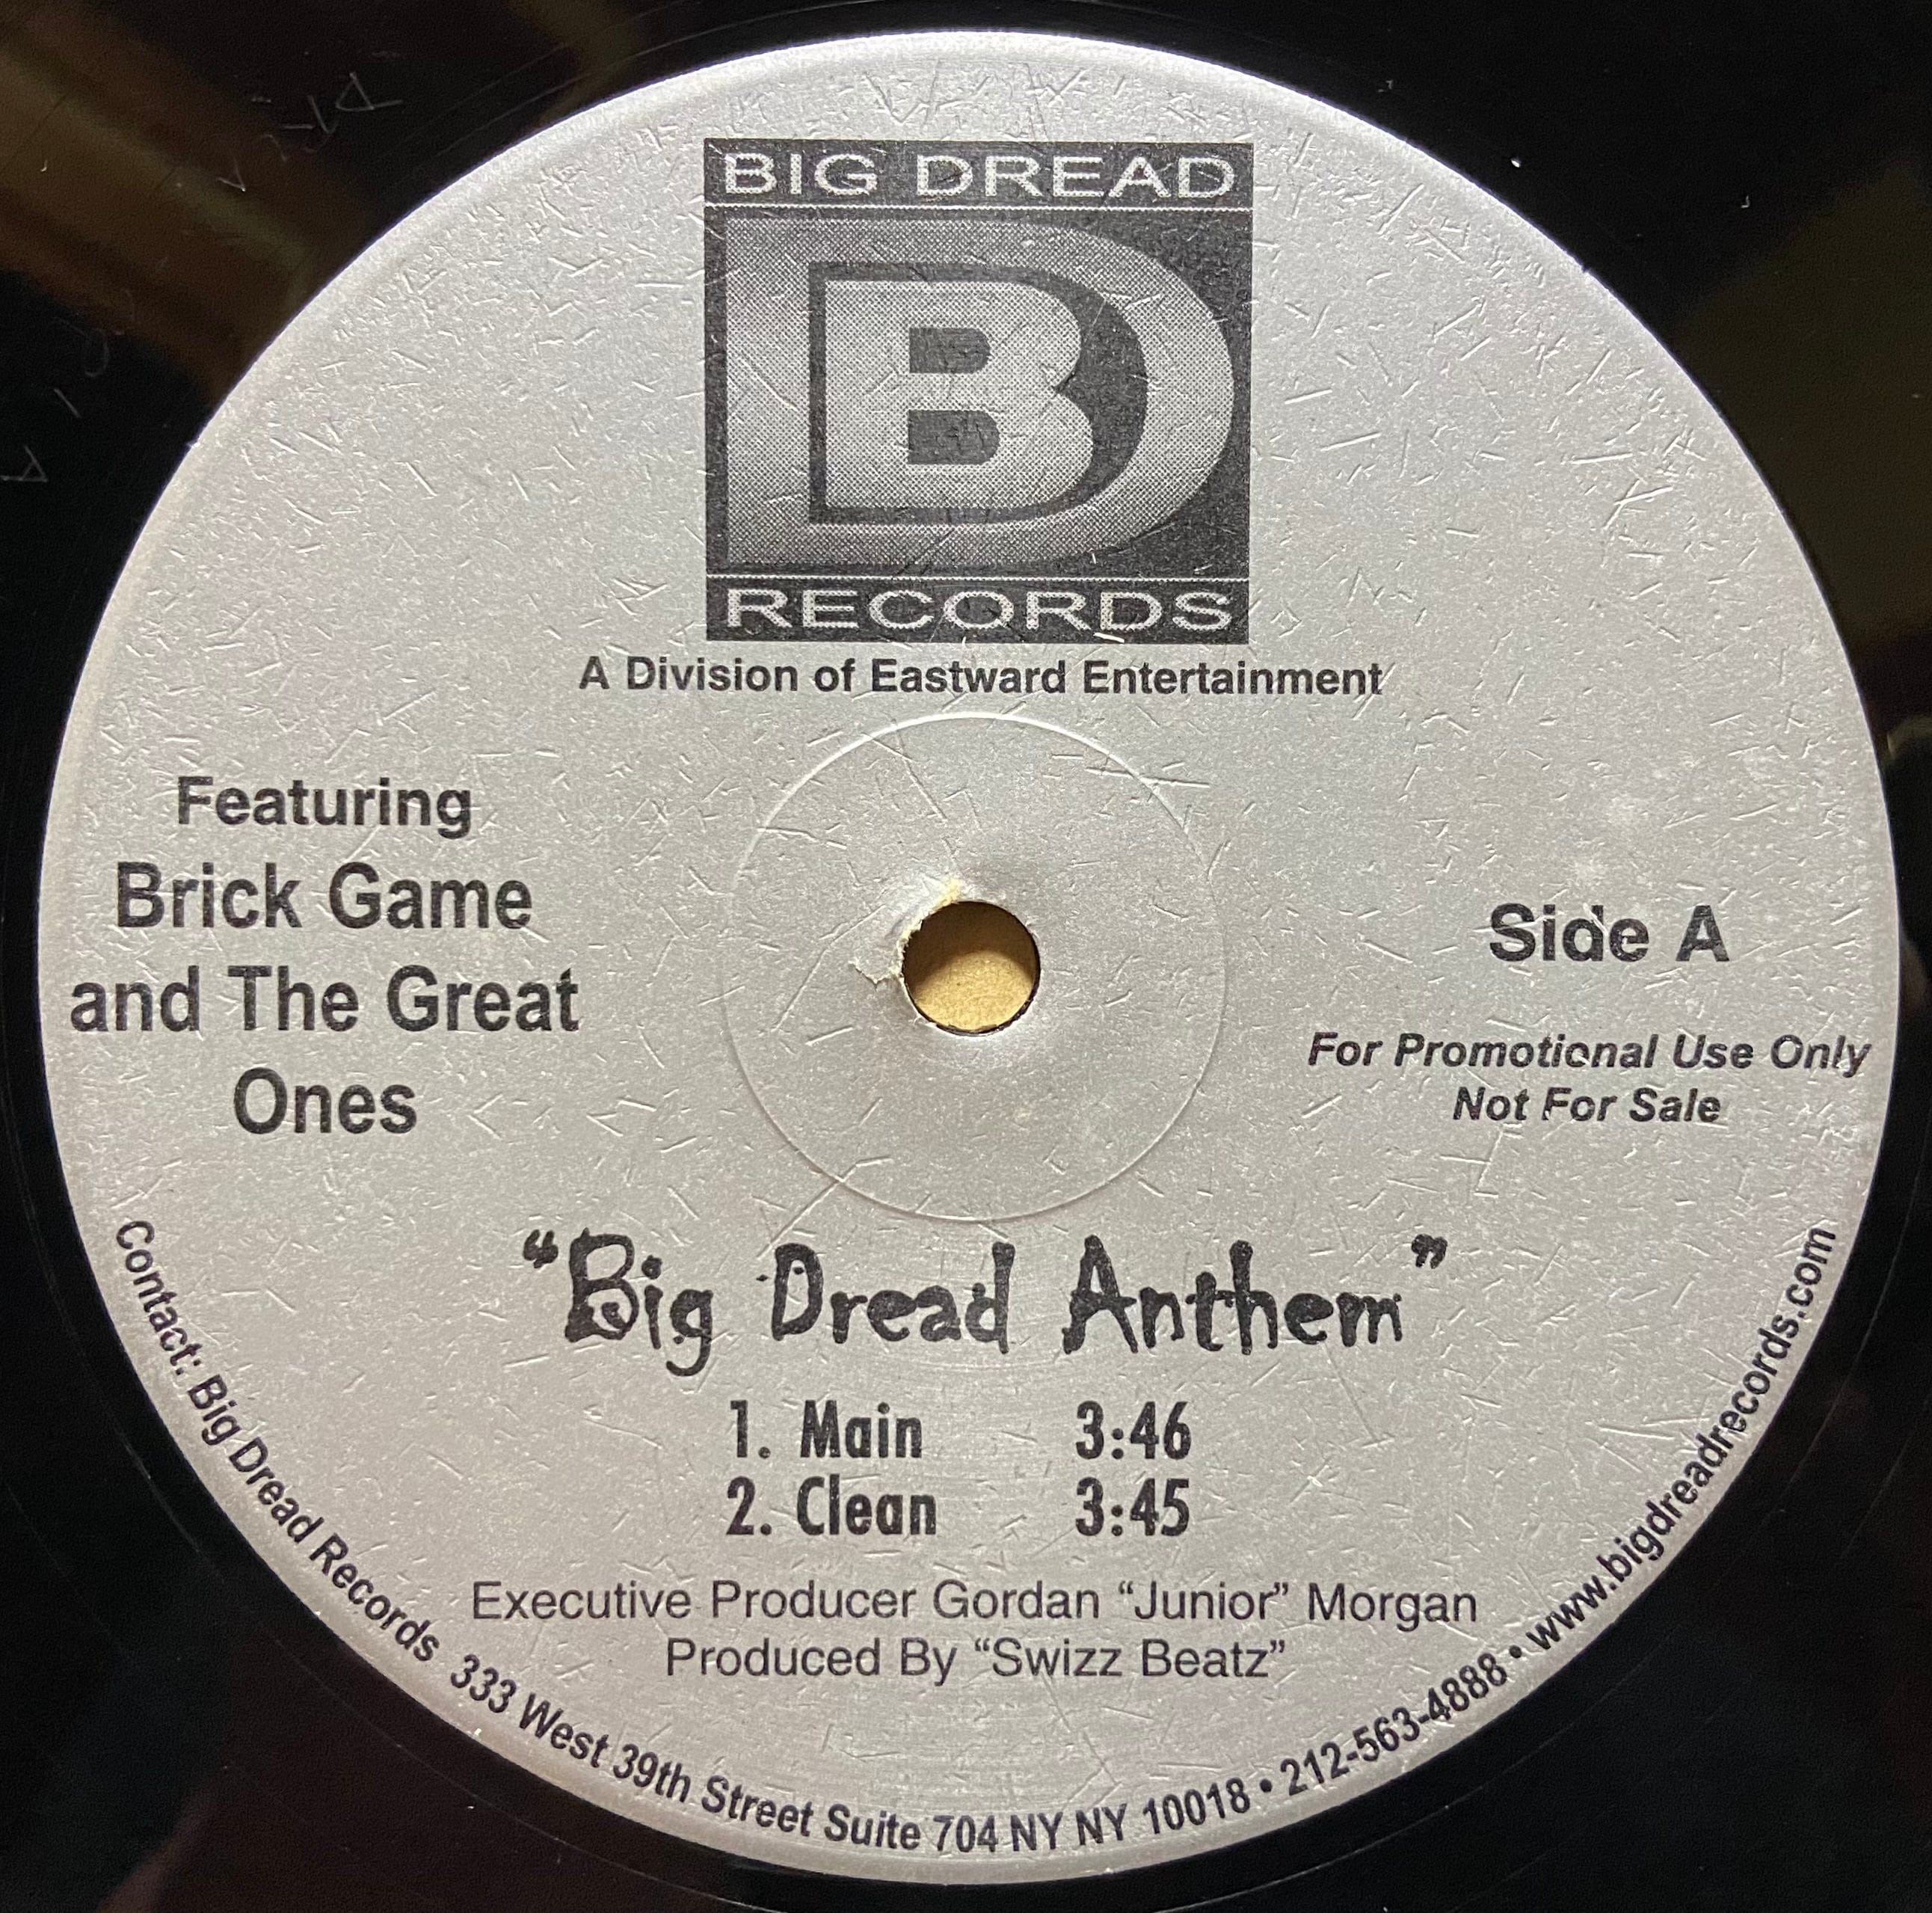 BIG DREAD
DB
RECORDS
A Division of Eastward Entertainment
Featuring
Brick Game
and The Great
Ones
Side A
For Promotional Use Only
Not For Sale
“Big Dread Anthem”
1. Main 3:46
2. Clean 3:45
Executive Producer Gordan “Junior” Morgan
Produced By “Swizz Beatz”
Contact: Big Dread Records 333 West 39th Street Suite 704 NY NY 10018 • 212-563-4888 • www.bigdreadrecords.com